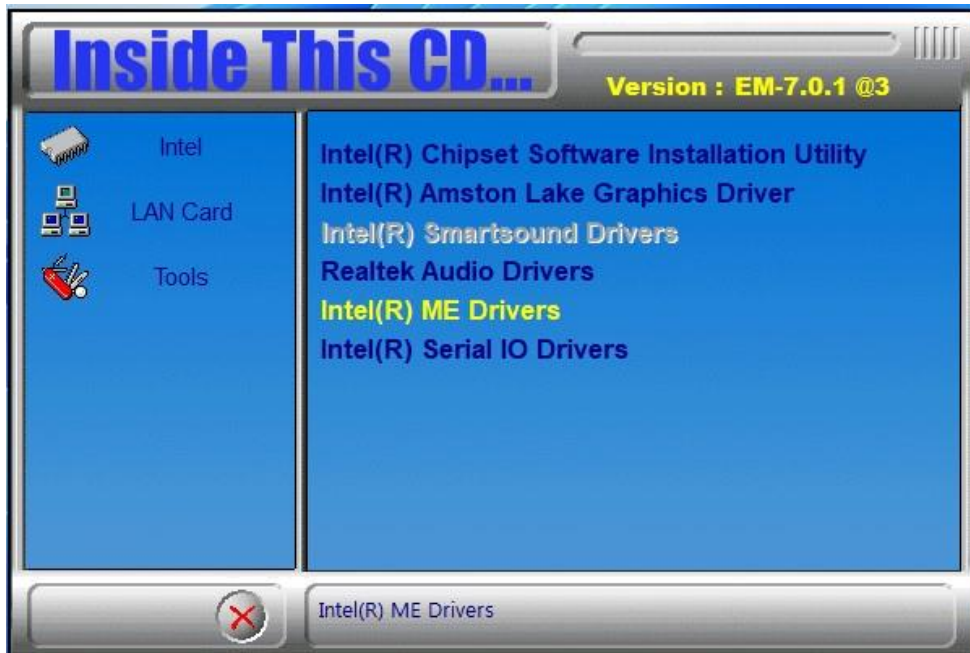 Inside This CD...
Version : EM-7.0.1 @3
Intel
LAN Card
Tools
Intel(R) Chipset Software Installation Utility
Intel(R) Amston Lake Graphics Driver
Intel(R) Smartsound Drivers
Realtek Audio Drivers
Intel(R) ME Drivers
Intel(R) Serial IO Drivers
Intel(R) ME Drivers